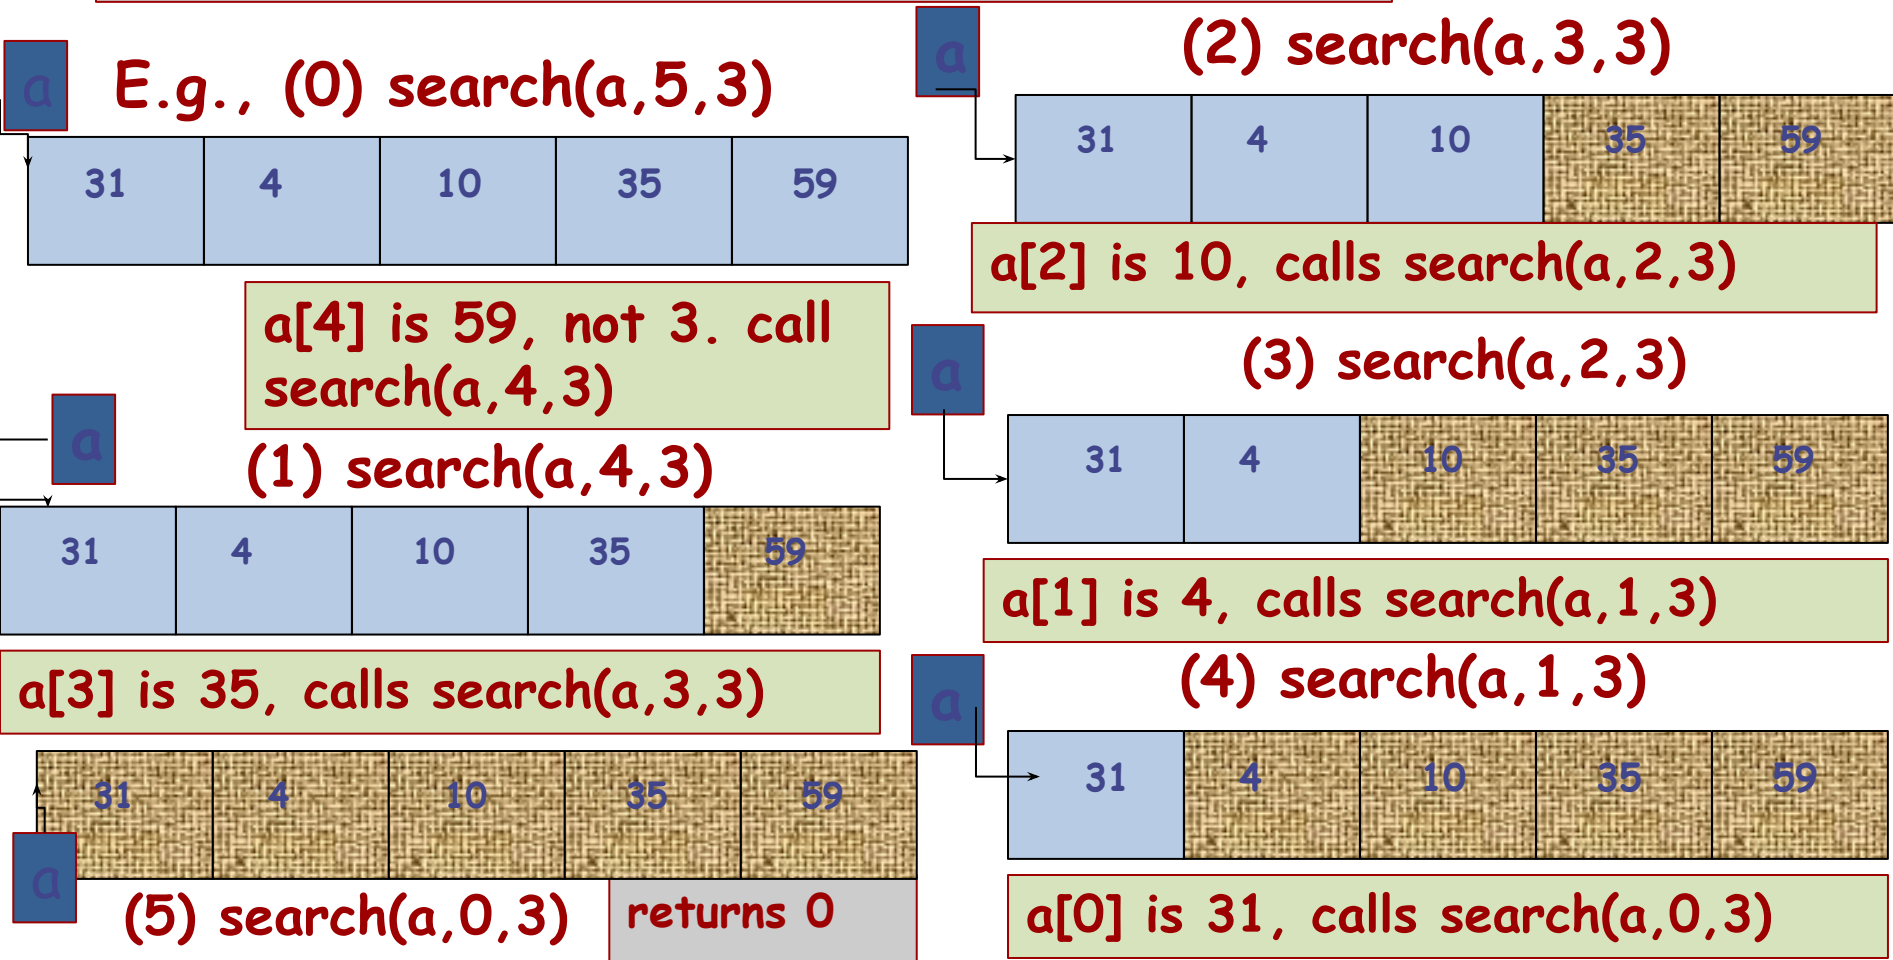 a
E.g., (0) search(a,5,3)
31 4 10 35 59
a[4] is 59, not 3. call
search(a,4,3)
a
(1) search(a,4,3)
31 4 10 35 59
a[3] is 35, calls search(a,3,3)
31 4 10 35 59
a
(5) search(a,0,3)
returns 0
a
(2) search(a,3,3)
31 4 10 35 59
a[2] is 10, calls search(a,2,3)
a
(3) search(a,2,3)
31 4 10 35 59
a[1] is 4, calls search(a,1,3)
a
(4) search(a,1,3)
31 4 10 35 59
a[0] is 31, calls search(a,0,3)